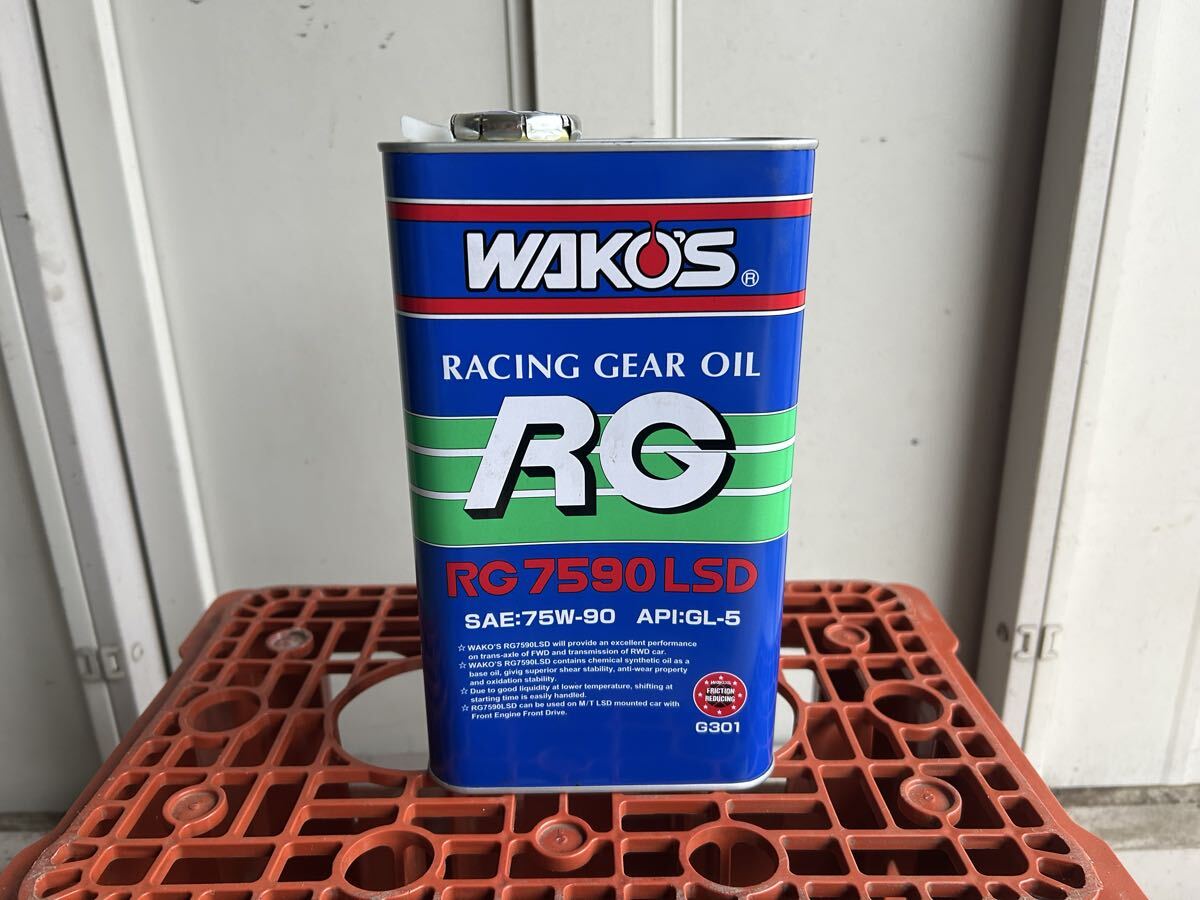 WAKO'S ®
RACING GEAR OIL
RG
RG7590LSD
SAE:75W-90 API:GL-5
☆ WAKO'S RG7590LSD will provide an excellent performance
on trans-axle of FWD and transmission of RWD car.
☆ WAKO'S RG7590LSD contains chemical synthetic oil as a
base oil, givig superior shear stability, anti-wear property
and oxidation stability.
☆ Due to good liquidity at lower temperature, shifting at
starting time is easily handled.
☆ RG7590LSD can be used on M/T LSD mounted car with
Front Engine Front Drive.
WAKO'S
FRICTION
REDUCING
G301